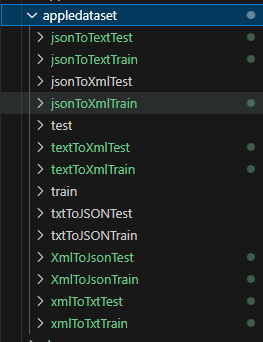 appledataset
jsonToTextTest
jsonToTextTrain
jsonToXmlTest
jsonToXmlTrain
test
textToXmlTest
textToXmlTrain
train
txtToJSONTest
txtToJSONTrain
XmlToJsonTest
XmlToJsonTrain
xmlToTxtTest
xmlToTxtTrain